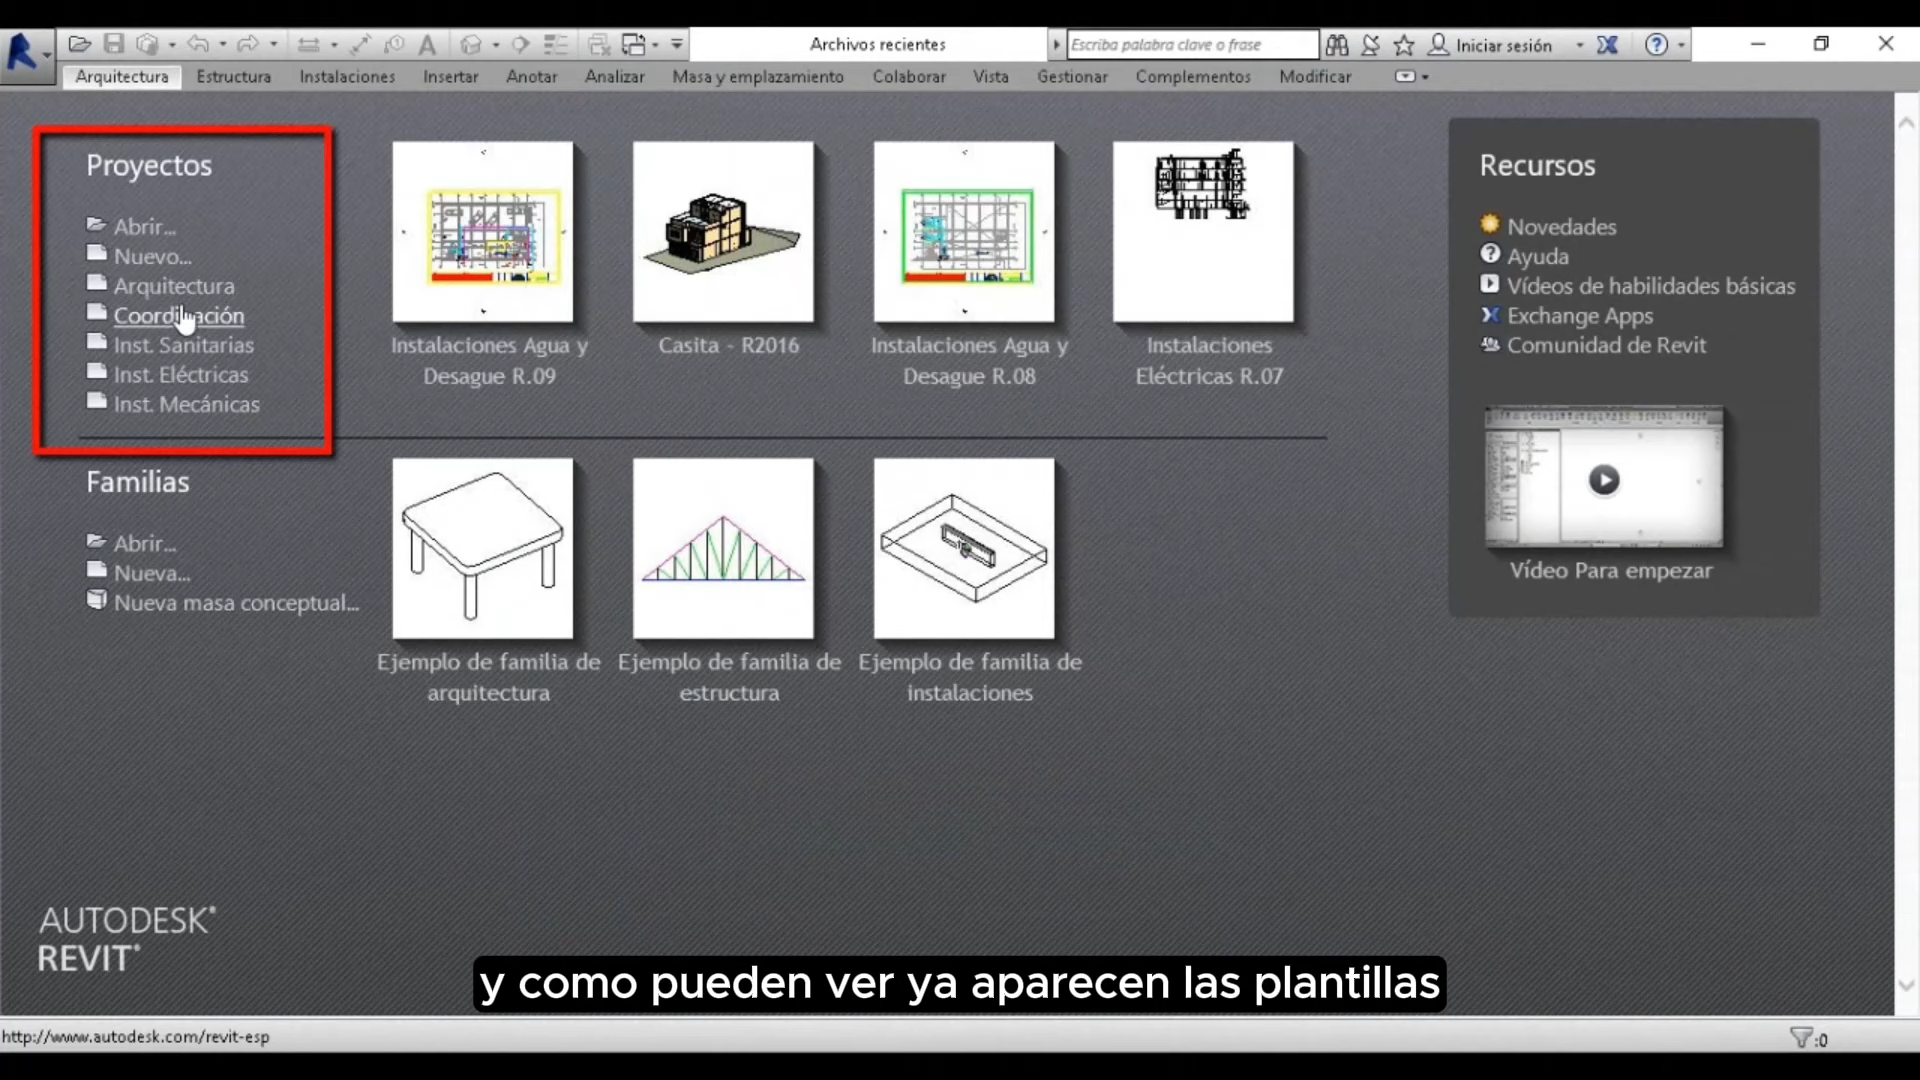 Archivos recientes
Escriba palabra clave o frase
Iniciar sesión
Arquitectura Estructura Instalaciones Insertar Anotar Analizar Masa y emplazamiento Colaborar Vista Gestionar Complementos Modificar
Proyectos
Abrir...
Nuevo...
Arquitectura
Coordinación
Inst. Sanitarias
Inst. Eléctricas
Inst. Mecánicas
Instalaciones Agua y
Desague R.09
Casita - R2016
Instalaciones Agua y
Desague R.08
Instalaciones
Eléctricas R.07
Recursos
Novedades
Ayuda
Vídeos de habilidades básicas
Exchange Apps
Comunidad de Revit
Vídeo Para empezar
Familias
Abrir...
Nueva...
Nueva masa conceptual...
Ejemplo de familia de
arquitectura
Ejemplo de familia de
estructura
Ejemplo de familia de
instalaciones
AUTODESK®
REVIT®
y como pueden ver ya aparecen las plantillas
http://www.autodesk.com/revit-esp
:0